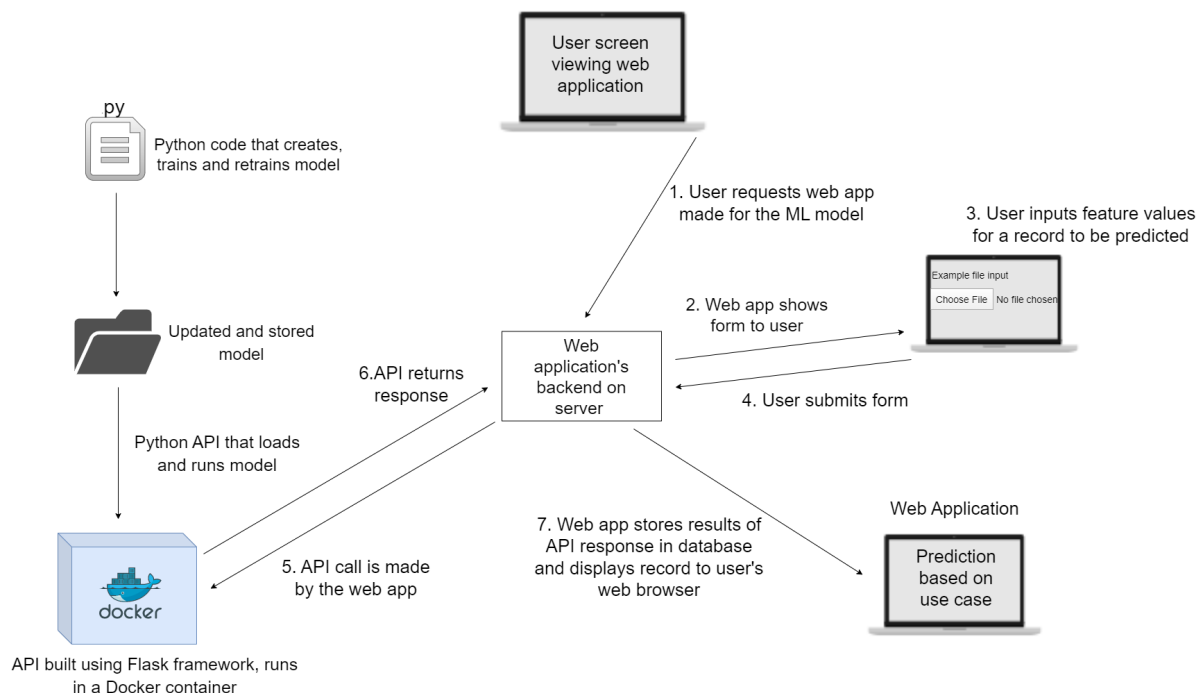 User screen
viewing web
application
py
Python code that creates,
trains and retrains model
1. User requests web app
made for the ML model
3. User inputs feature values
for a record to be predicted
Example file input
Choose File No file chosen
2. Web app shows
form to user
Updated and stored
model
Web
application's
backend on
server
6.API returns
response
4. User submits form
Python API that loads
and runs model
Web Application
7. Web app stores results of
API response in database
and displays record to user's
web browser
Prediction
based on
use case
5. API call is made
by the web app
docker
API built using Flask framework, runs
in a Docker container